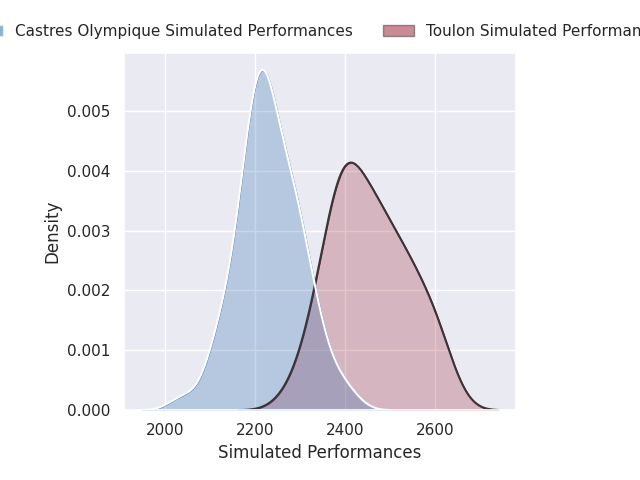 Castres Olympique Simulated Performances
Toulon Simulated Performan
0.005
0.004
0.003
0.002
0.001
0.000
Density
2000
2200
2400
2600
Simulated Performances